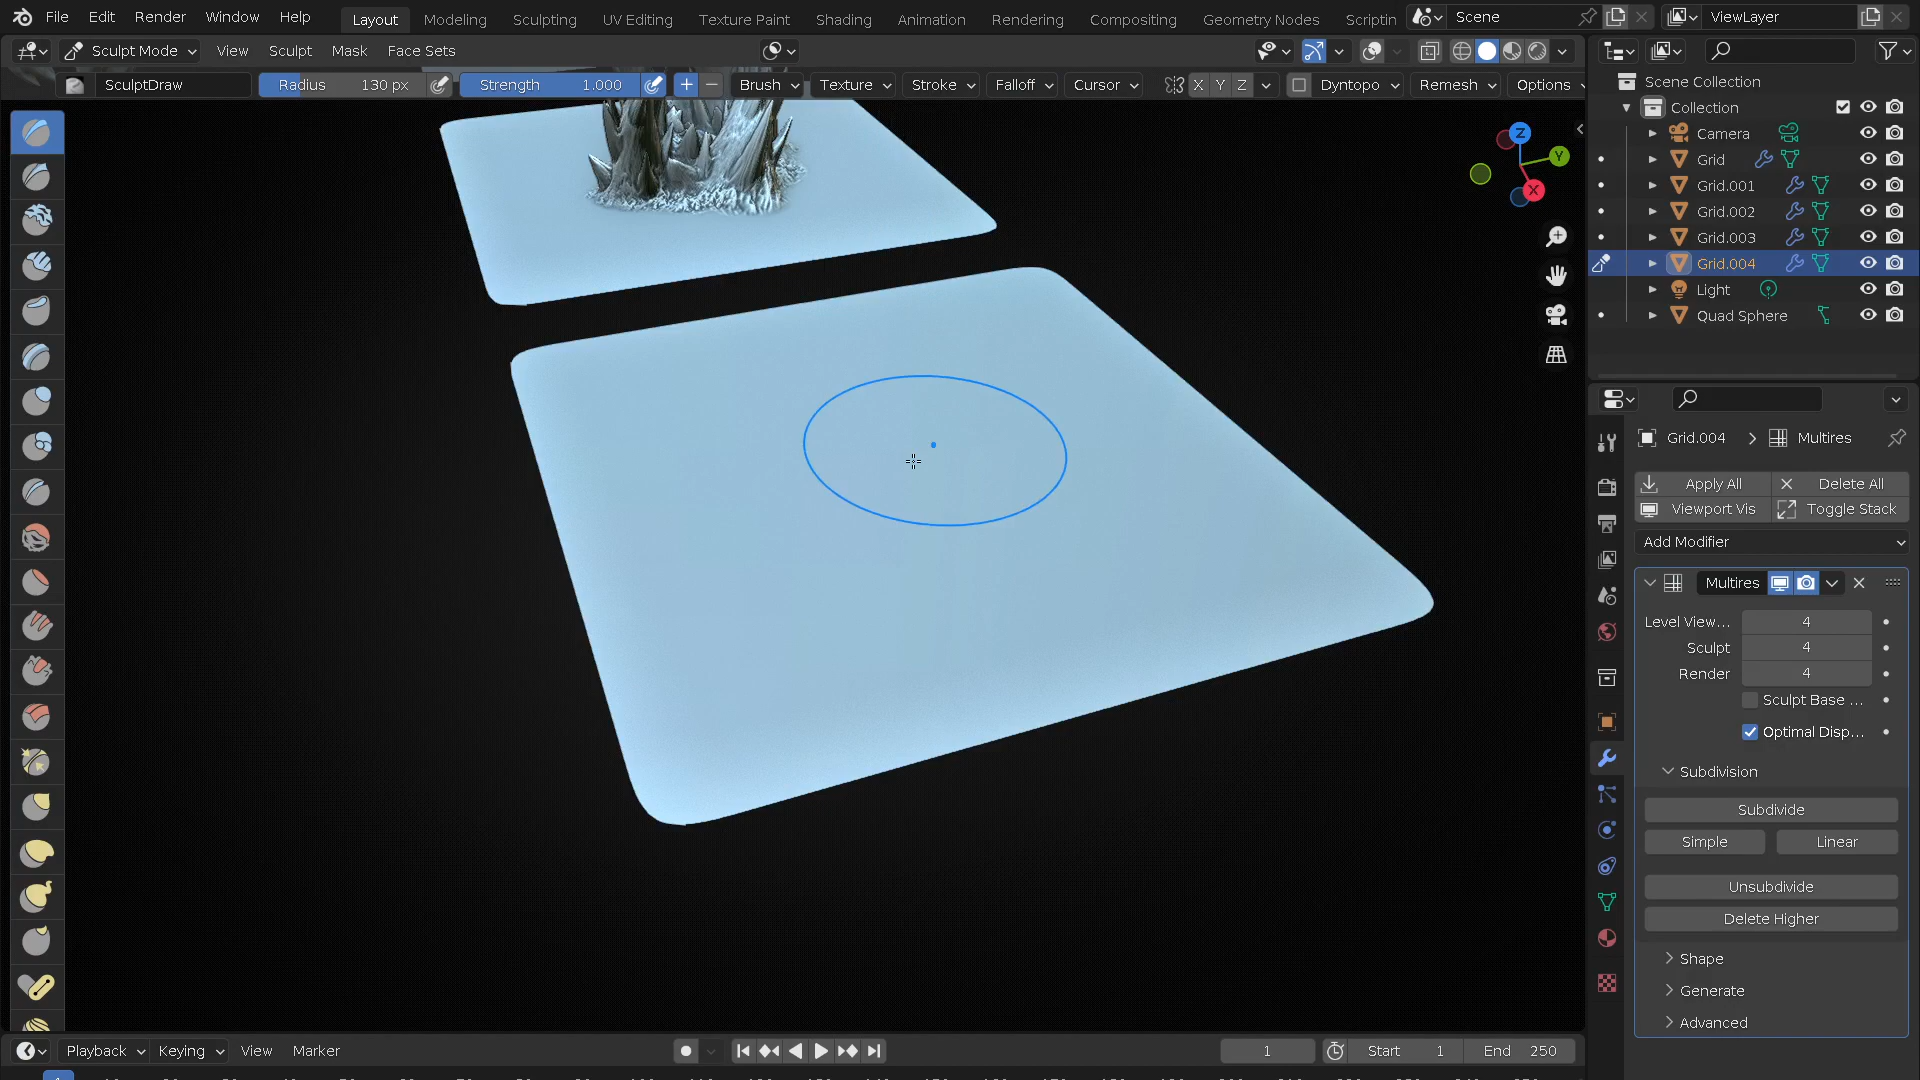 File Edit Render Window Help Layout Modeling Sculpting UV Editing Texture Paint Shading Animation Rendering Compositing Geometry Nodes Scriptin Scene ViewLayer
Sculpt Mode View Sculpt Mask Face Sets
SculptDraw Radius 130 px Strength 1.000 Brush Texture Stroke Falloff Cursor X Y Z Dyntopo Remesh Options
Scene Collection
Collection
Camera
Grid
Grid.001
Grid.002
Grid.003
Grid.004
Light
Quad Sphere
Z
Y
X
Grid.004 Multires
Apply All Delete All
Viewport Vis Toggle Stack
Add Modifier
Multires
Level View... 4
Sculpt 4
Render 4
Sculpt Base ...
Optimal Disp...
Subdivision
Subdivide
Simple Linear
Unsubdivide
Delete Higher
Shape
Generate
Advanced
Playback Keying View Marker 1 Start 1 End 250